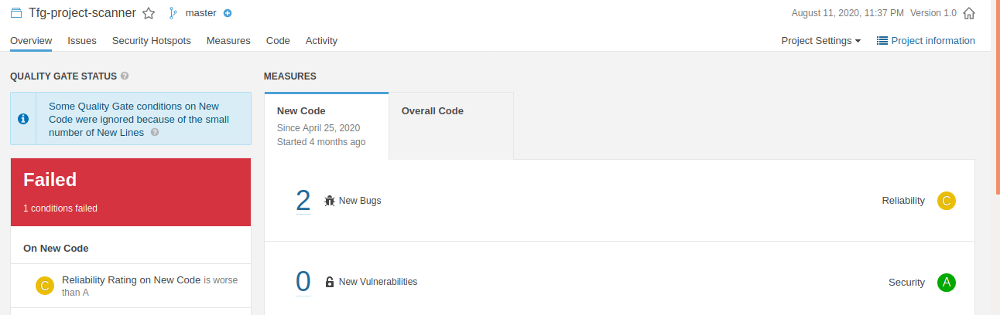 Tfg-project-scanner master August 11, 2020, 11:37 PM Version 1.0
Overview Issues Security Hotspots Measures Code Activity Project Settings Project information
QUALITY GATE STATUS ?
Some Quality Gate conditions on New
Code were ignored because of the small
number of New Lines ?
Failed
1 conditions failed
On New Code
C Reliability Rating on New Code is worse
than A
MEASURES
New Code
Since April 25, 2020
Started 4 months ago
Overall Code
2 New Bugs Reliability C
0 New Vulnerabilities Security A